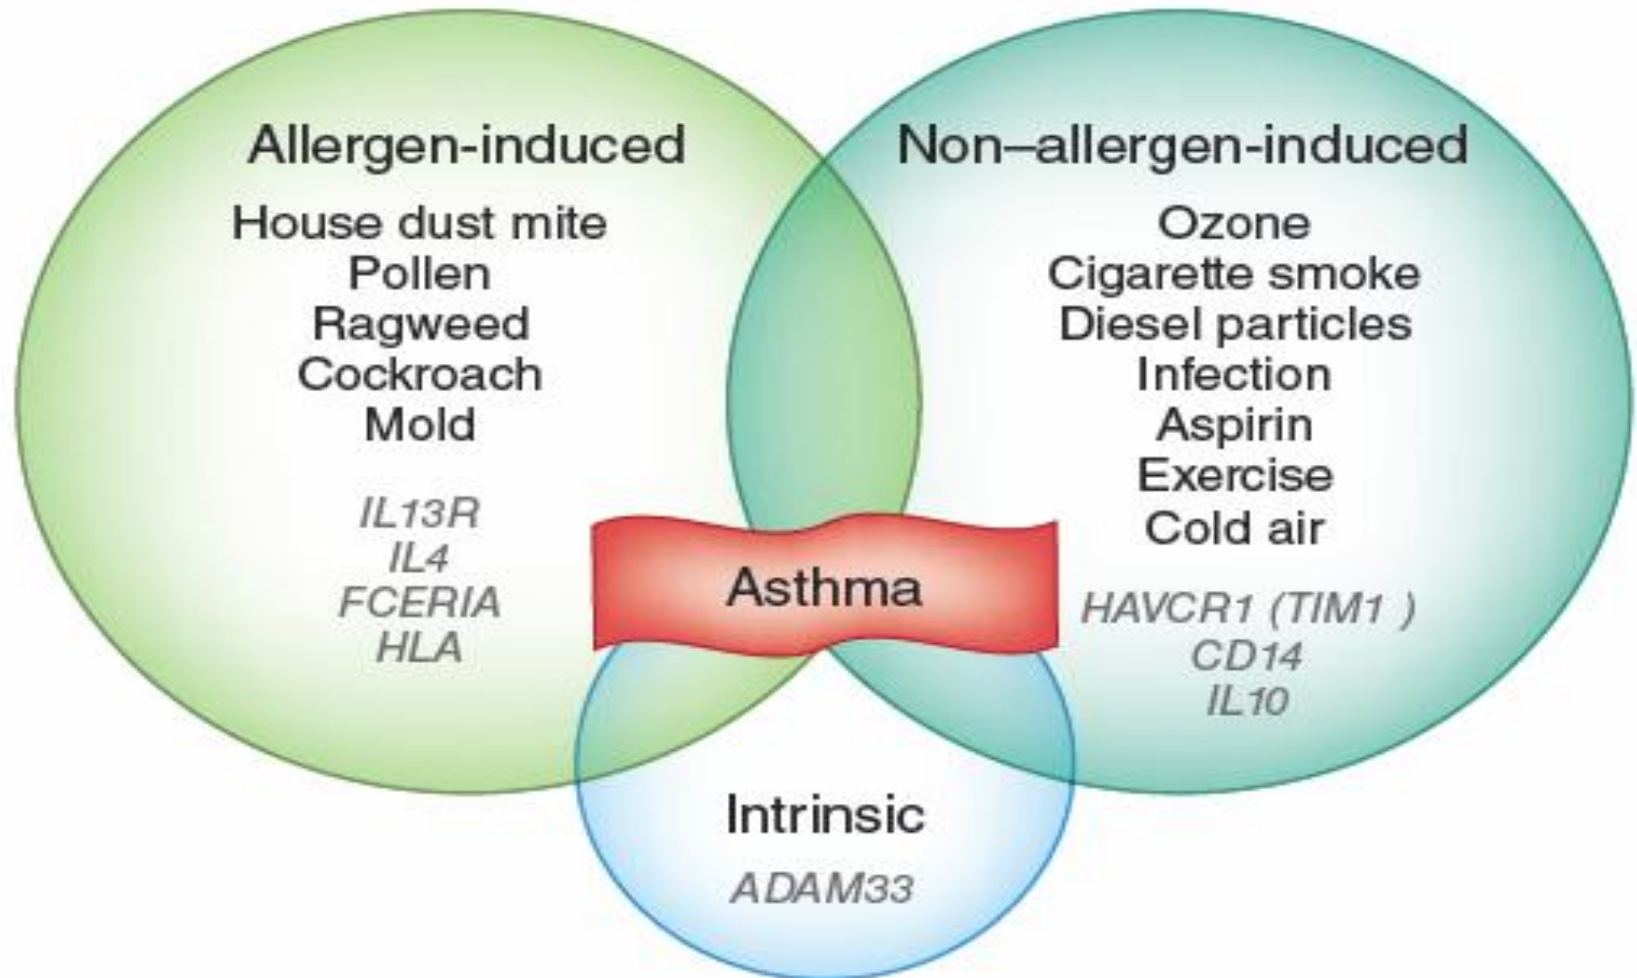 Allergen-induced
House dust mite
Pollen
Ragweed
Cockroach
Mold
IL13R
IL4
FCERIA
HLA
Non–allergen-induced
Ozone
Cigarette smoke
Diesel particles
Infection
Aspirin
Exercise
Cold air
HAVCR1 (TIM1 )
CD14
IL10
Asthma
Intrinsic
ADAM33